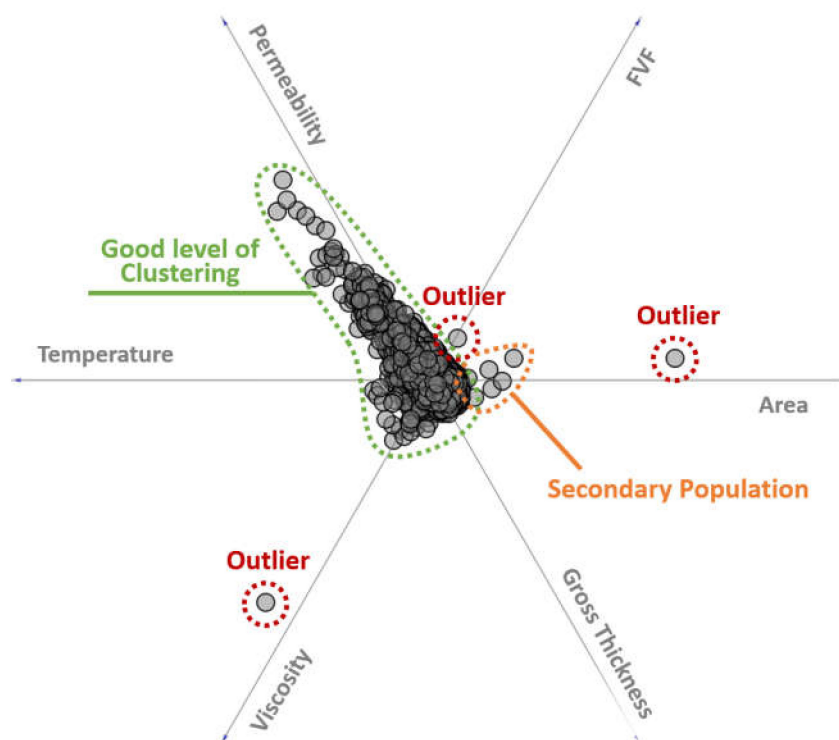 Permeability
FVF
Good level of
Clustering
Outlier
Outlier
Temperature
Area
Secondary Population
Outlier
Viscosity
Gross Thickness